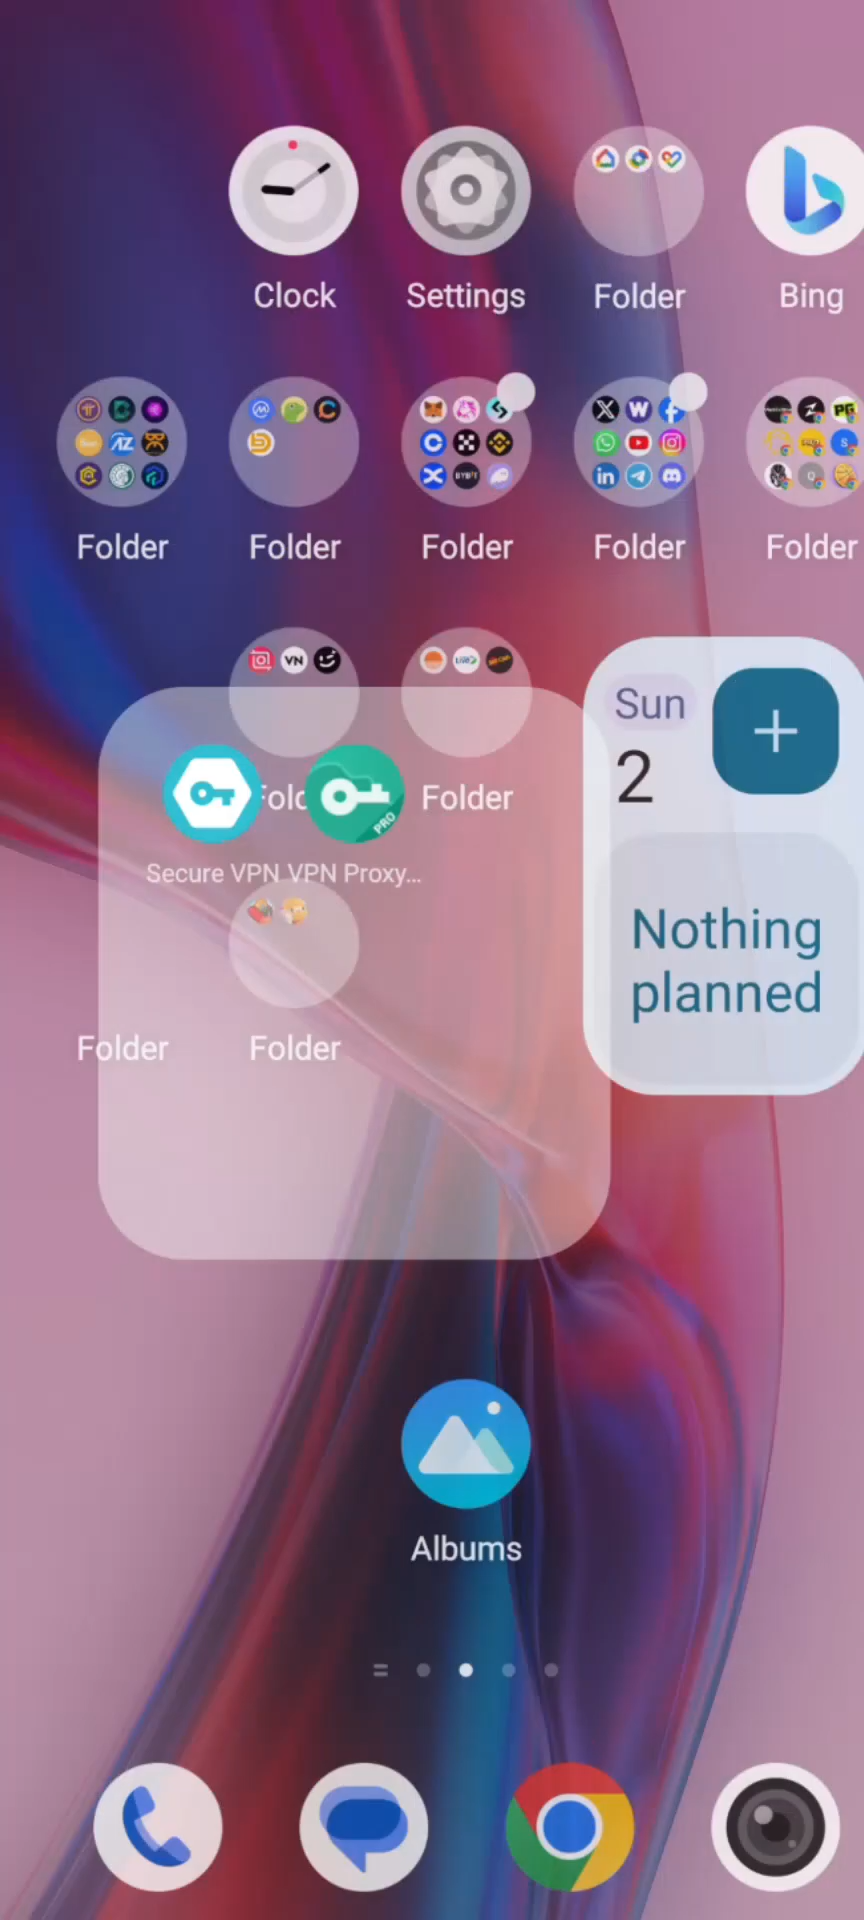 Clock Settings Folder Bing
Folder Folder Folder Folder Folder
Sun
2
Folder
Secure VPN VPN Proxy...
Nothing
planned
Folder Folder
Albums